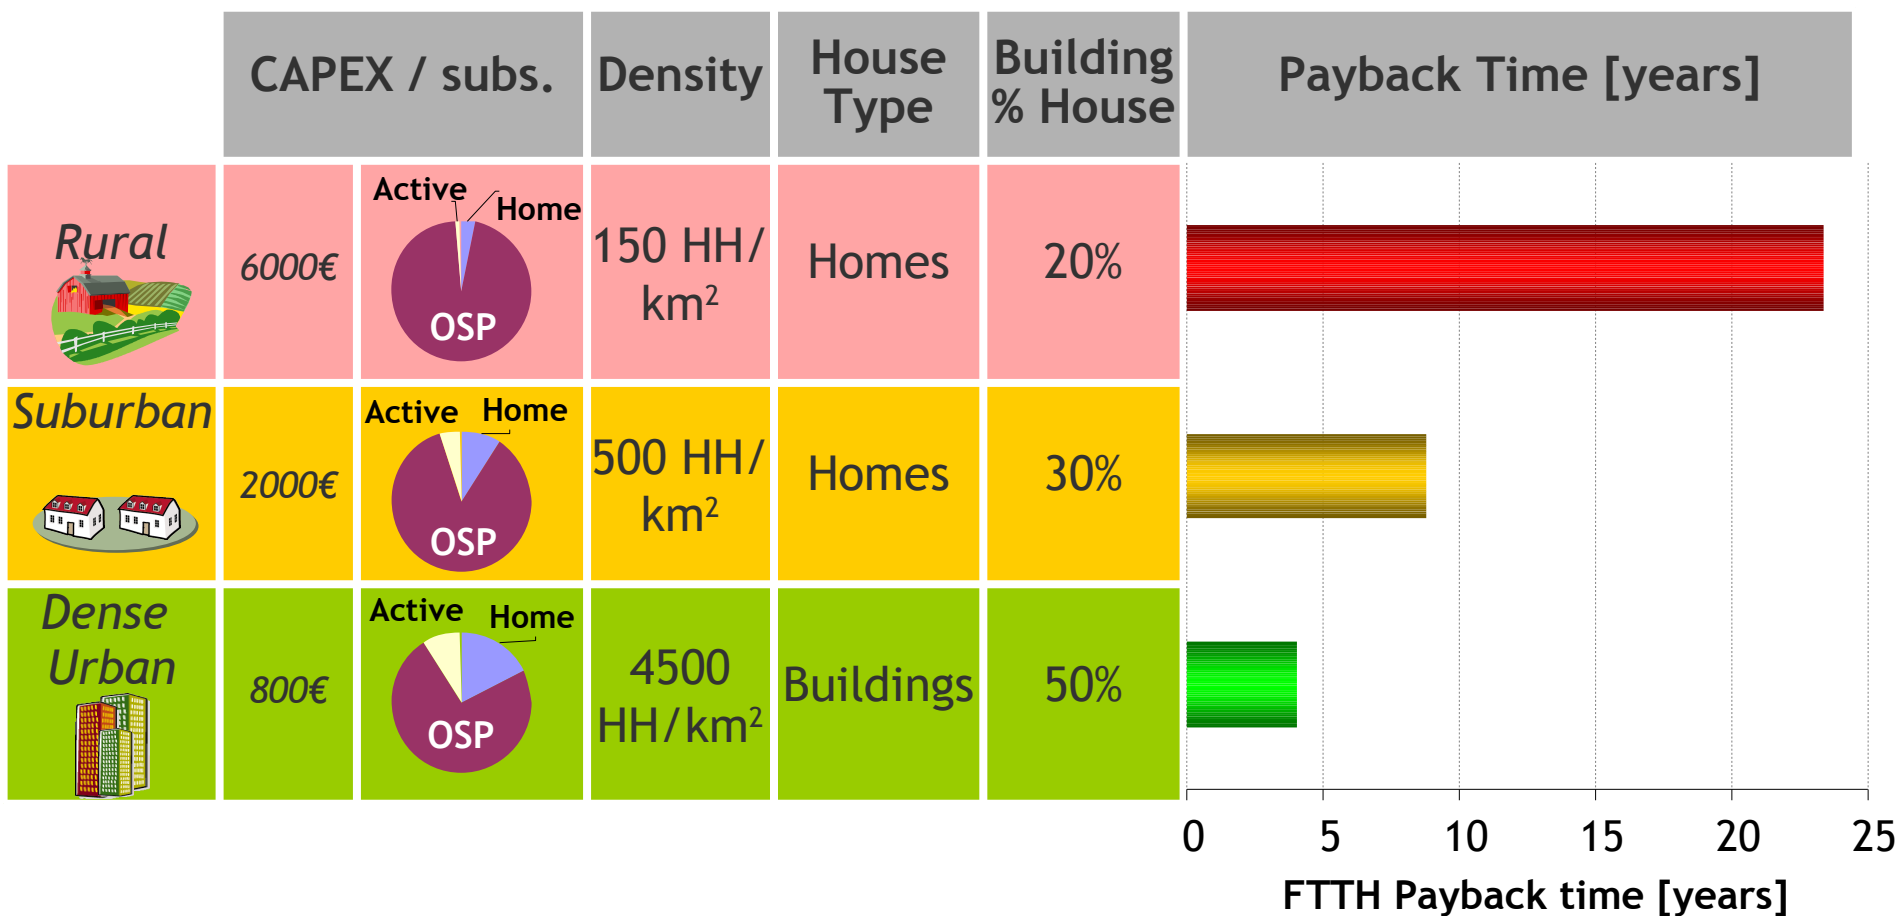 CAPEX / subs.
Density
House
Type
Building
% House
Payback Time [years]
Rural
6000€
Active
Home
OSP
150 HH/
km²
Homes
20%
Suburban
2000€
Active
Home
OSP
500 HH/
km²
Homes
30%
Dense
Urban
800€
Active
Home
OSP
4500
HH/km²
Buildings
50%
0 5 10 15 20 25
FTTH Payback time [years]